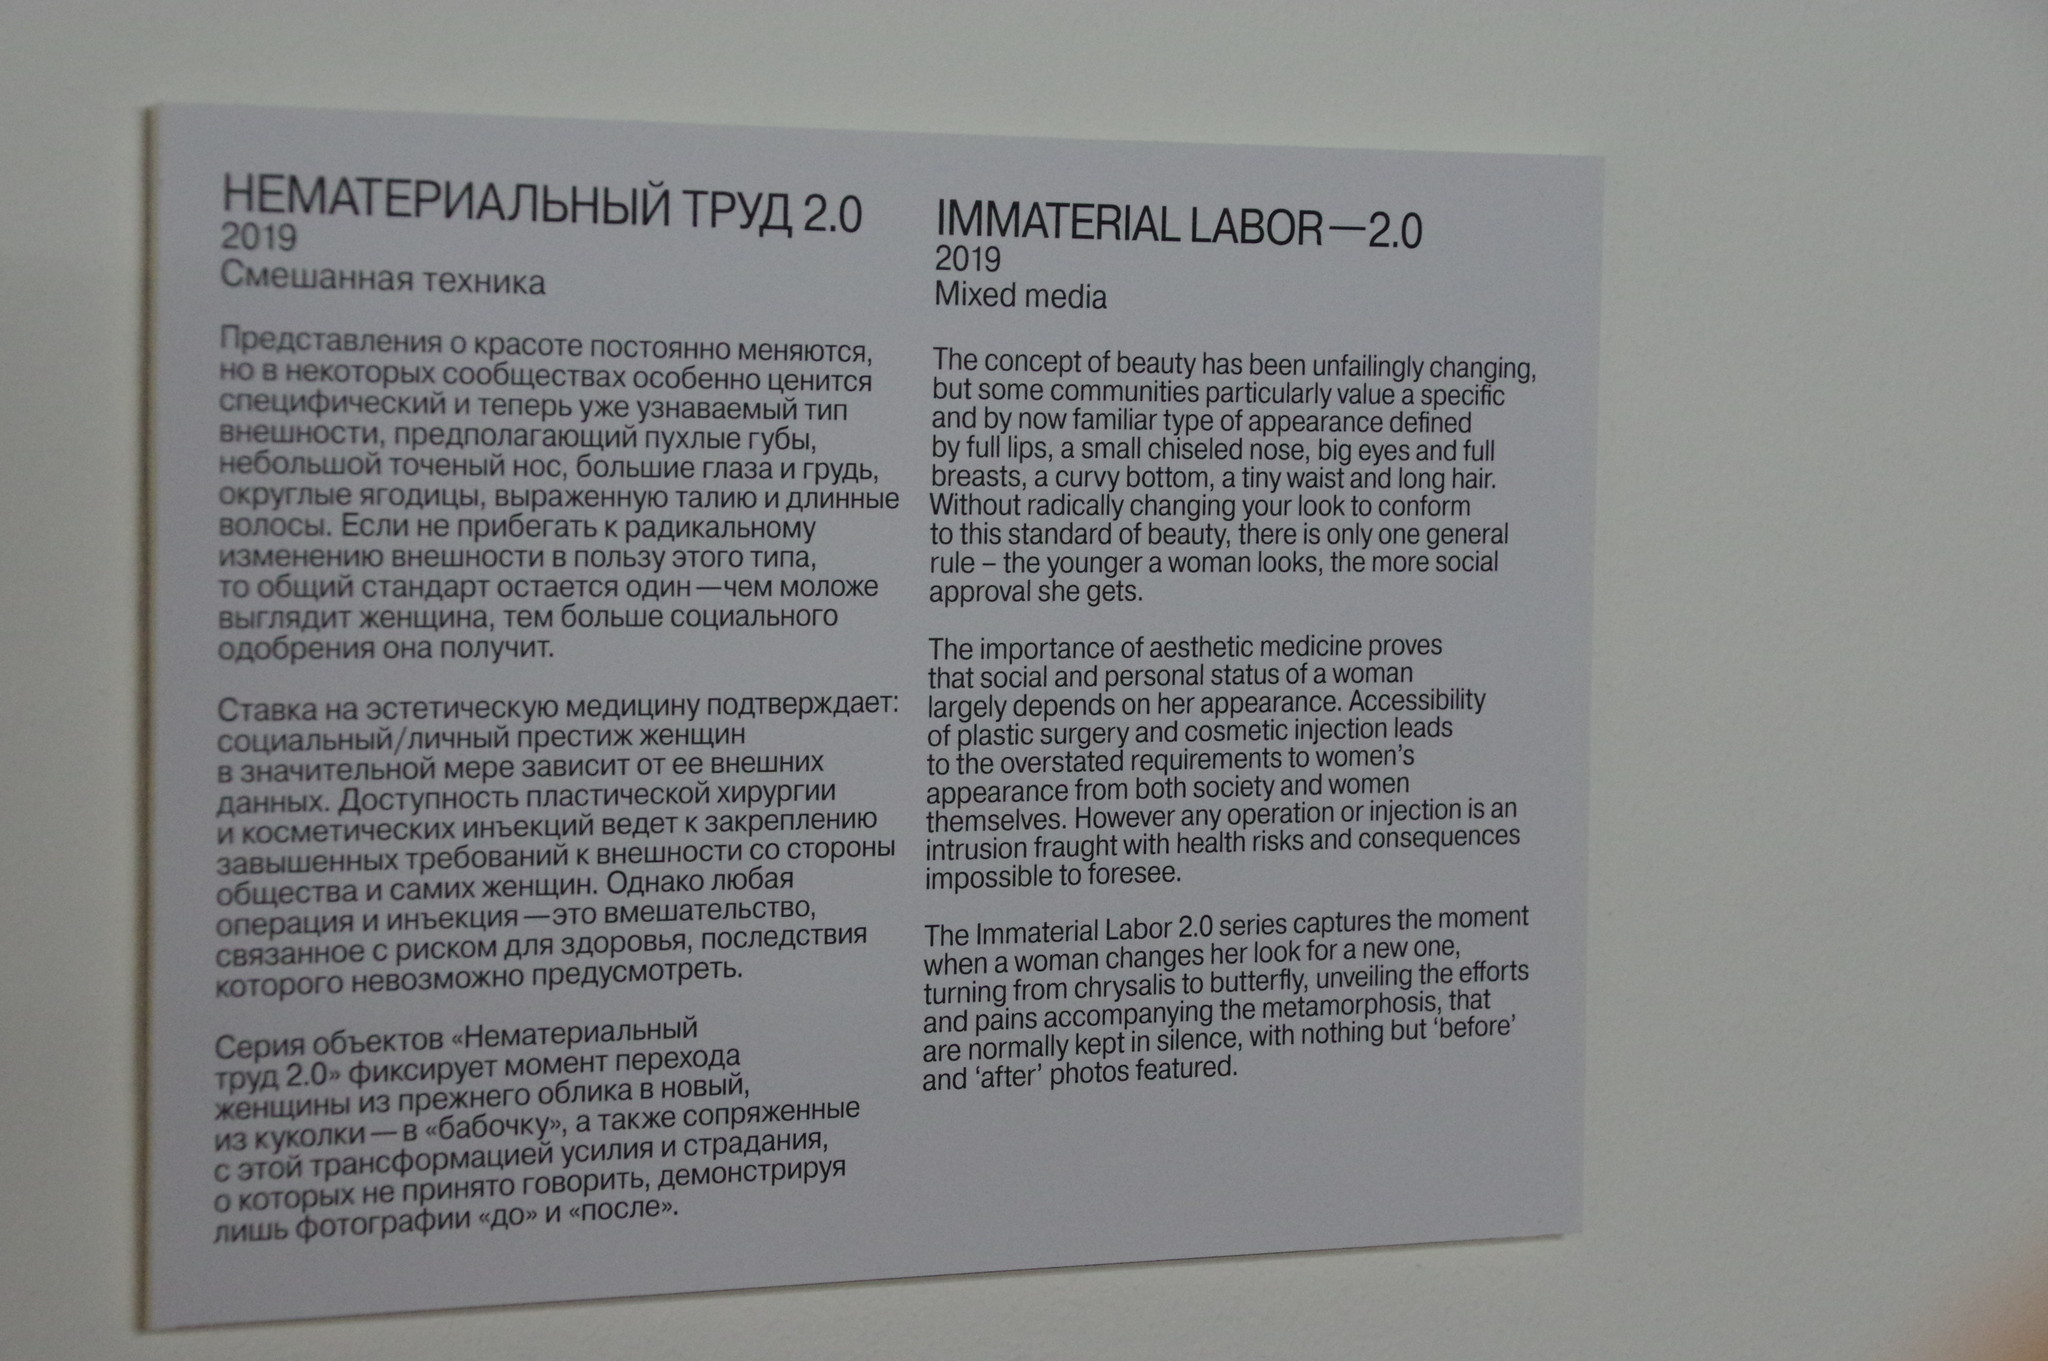 НЕМАТЕРИАЛЬНЫЙ ТРУД 2.0
2019
Смешанная техника
Представления о красоте постоянно меняются,
но в некоторых сообществах особенно ценится
специфический и теперь уже узнаваемый тип
внешности, предполагающий пухлые губы,
небольшой точеный нос, большие глаза и грудь,
округлые ягодицы, выраженную талию и длинные
волосы. Если не прибегать к радикальному
изменению внешности в пользу этого типа,
то общий стандарт остается один—чем моложе
выглядит женщина, тем больше социального
одобрения она получит.
Ставка на эстетическую медицину подтверждает:
социальный/личный престиж женщин
в значительной мере зависит от ее внешних
данных. Доступность пластической хирургии
и косметических инъекций ведет к закреплению
завышенных требований к внешности со стороны
общества и самих женщин. Однако любая
операция и инъекция—это вмешательство,
связанное с риском для здоровья, последствия
которого невозможно предусмотреть.
Серия объектов «Нематериальный
труд 2.0» фиксирует момент перехода
женщины из прежнего облика в новый,
из куколки—в «бабочку», а также сопряженные
с этой трансформацией усилия и страдания,
о которых не принято говорить, демонстрируя
лишь фотографии «до» и «после».
IMMATERIAL LABOR—2.0
2019
Mixed media
The concept of beauty has been unfailingly changing,
but some communities particularly value a specific
and by now familiar type of appearance defined
by full lips, a small chiseled nose, big eyes and full
breasts, a curvy bottom, a tiny waist and long hair.
Without radically changing your look to conform
to this standard of beauty, there is only one general
rule – the younger a woman looks, the more social
approval she gets.
The importance of aesthetic medicine proves
that social and personal status of a woman
largely depends on her appearance. Accessibility
of plastic surgery and cosmetic injection leads
to the overstated requirements to women’s
appearance from both society and women
themselves. However any operation or injection is an
intrusion fraught with health risks and consequences
impossible to foresee.
The Immaterial Labor 2.0 series captures the moment
when a woman changes her look for a new one,
turning from chrysalis to butterfly, unveiling the efforts
and pains accompanying the metamorphosis, that
are normally kept in silence, with nothing but ‘before’
and ‘after’ photos featured.